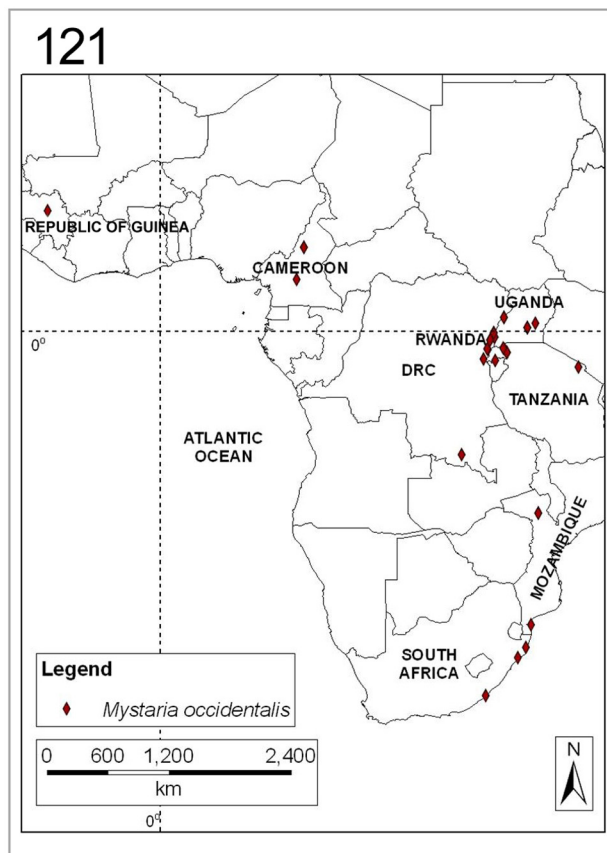 121
REPUBLIC OF GUINEA
CAMEROON
UGANDA
RWANDA
0°
DRC
TANZANIA
ATLANTIC
OCEAN
MOZAMBIQUE
SOUTH
AFRICA
Legend
Mystaria occidentalis
0 600 1,200 2,400
km
N
0°